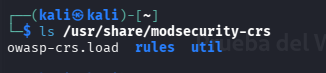 ┌──(kali㉿kali)-[~]
└─$ ls /usr/share/modsecurity-crs
owasp-crs.load  rules  util